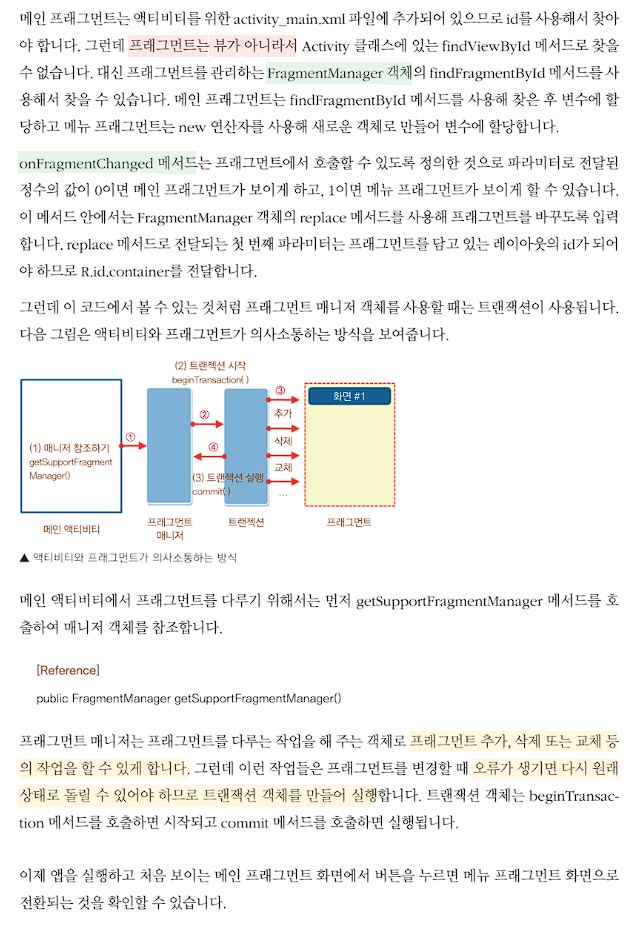 메인 프래그먼트는 액티비티를 위한 activity_main.xml 파일에 추가되어 있으므로 id를 사용해서 찾아
야 합니다. 그런데 프래그먼트는 뷰가 아니라서 Activity 클래스에 있는 findViewById 메서드로 찾을
수 없습니다. 대신 프래그먼트를 관리하는 FragmentManager 객체의 findFragmentById 메서드를 사
용해서 찾을 수 있습니다. 메인 프래그먼트는 findFragmentById 메서드를 사용해 찾은 후 변수에 할
당하고 메뉴 프래그먼트는 new 연산자를 사용해 새로운 객체로 만들어 변수에 할당합니다.
onFragmentChanged 메서드는 프래그먼트에서 호출할 수 있도록 정의한 것으로 파라미터로 전달된
정수의 값이 0이면 메인 프래그먼트가 보이게 하고, 1이면 메뉴 프래그먼트가 보이게 할 수 있습니다.
이 메서드 안에서는 FragmentManager 객체의 replace 메서드를 사용해 프래그먼트를 바꾸도록 입력
합니다. replace 메서드로 전달되는 첫 번째 파라미터는 프래그먼트를 담고 있는 레이아웃의 id가 되어
야 하므로 R.id.container를 전달합니다.
그런데 이 코드에서 볼 수 있는 것처럼 프래그먼트 매니저 객체를 사용할 때는 트랜잭션이 사용됩니다.
다음 그림은 액티비티와 프래그먼트가 의사소통하는 방식을 보여줍니다.
(2) 트랜젝션 시작
beginTransaction( )
(1) 매니저 참조하기
getSupportFragment
Manager()
①
②
④
(3) 트랜젝션 실행
commit( )
③
추가
삭제
교체
...
화면 #1
메인 액티비티
프래그먼트
매니저
트랜젝션
프래그먼트
▲ 액티비티와 프래그먼트가 의사소통하는 방식
메인 액티비티에서 프래그먼트를 다루기 위해서는 먼저 getSupportFragmentManager 메서드를 호
출하여 매니저 객체를 참조합니다.
[Reference]
public FragmentManager getSupportFragmentManager()
프래그먼트 매니저는 프래그먼트를 다루는 작업을 해 주는 객체로 프래그먼트 추가, 삭제 또는 교체 등
의 작업을 할 수 있게 합니다. 그런데 이런 작업들은 프래그먼트를 변경할 때 오류가 생기면 다시 원래
상태로 돌릴 수 있어야 하므로 트랜잭션 객체를 만들어 실행합니다. 트랜잭션 객체는 beginTransac-
tion 메서드를 호출하면 시작되고 commit 메서드를 호출하면 실행됩니다.
이제 앱을 실행하고 처음 보이는 메인 프래그먼트 화면에서 버튼을 누르면 메뉴 프래그먼트 화면으로
전환되는 것을 확인할 수 있습니다.